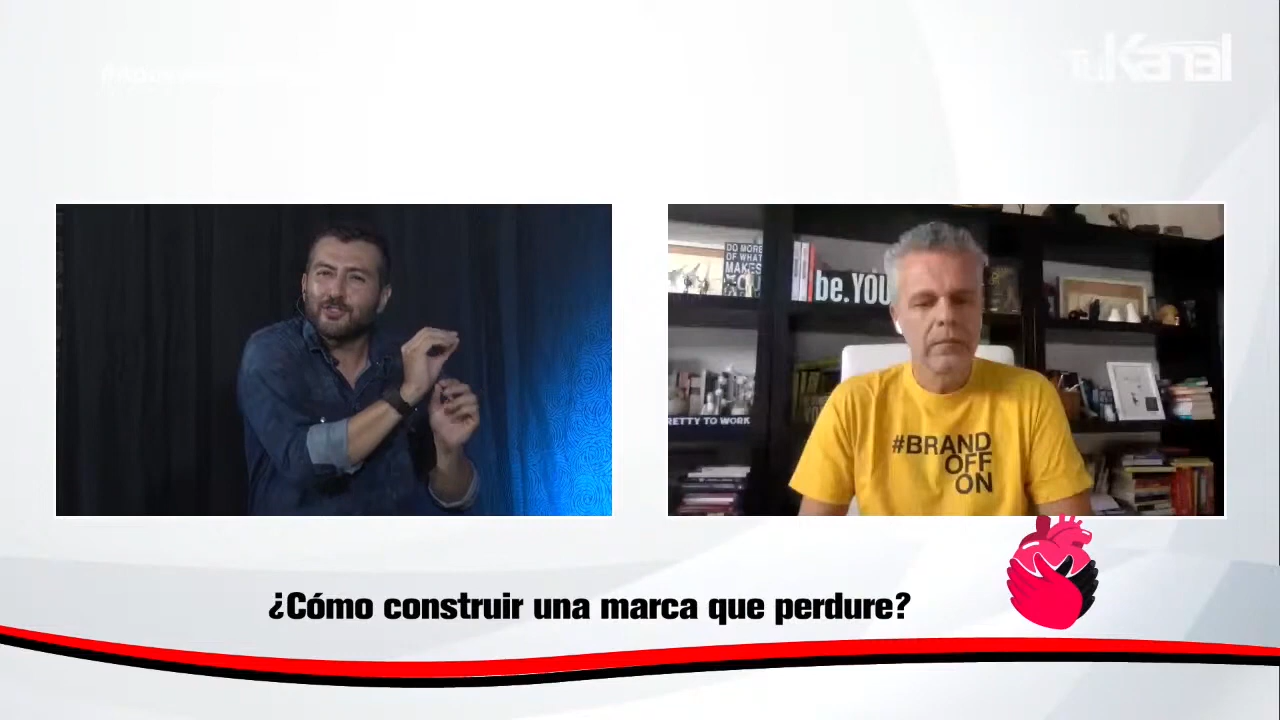 TuKanal
DO MORE
OF WHAT
MAKES
YOU
be.YOU
RETTY TO WORK
#BRAND
OFF
ON
¿Cómo construir una marca que perdure?